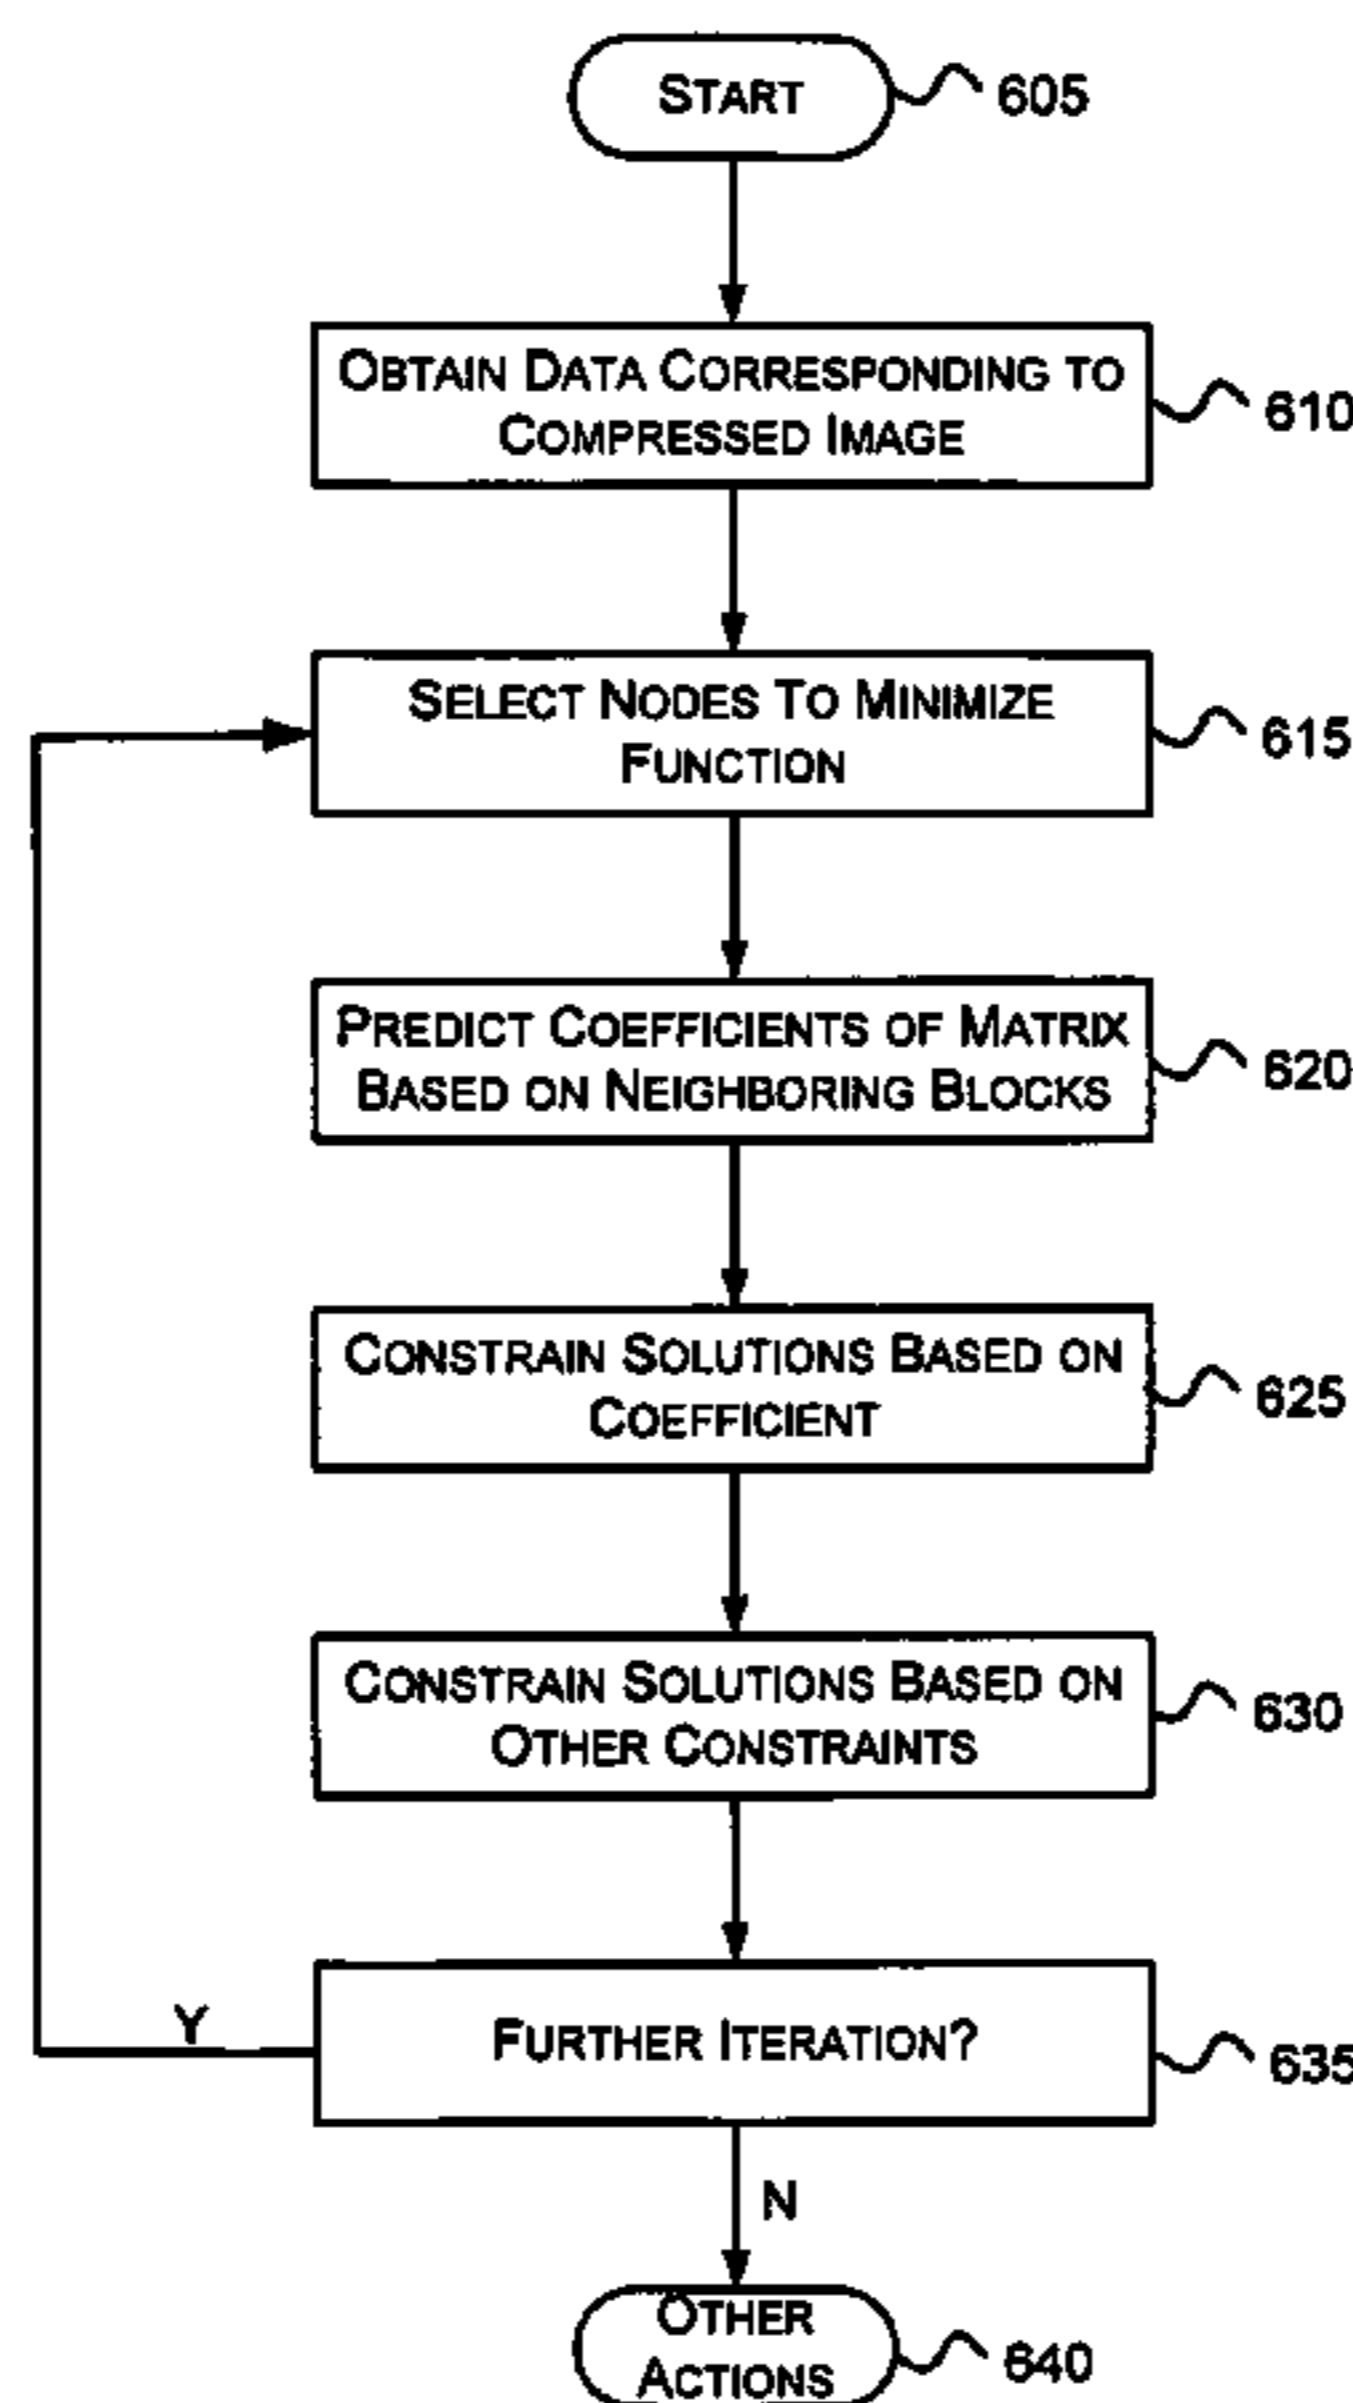 START
605
OBTAIN DATA CORRESPONDING TO
COMPRESSED IMAGE
610
SELECT NODES TO MINIMIZE
FUNCTION
615
PREDICT COEFFICIENTS OF MATRIX
BASED ON NEIGHBORING BLOCKS
620
CONSTRAIN SOLUTIONS BASED ON
COEFFICIENT
625
CONSTRAIN SOLUTIONS BASED ON
OTHER CONSTRAINTS
630
Y
FURTHER ITERATION?
635
N
OTHER
ACTIONS
640